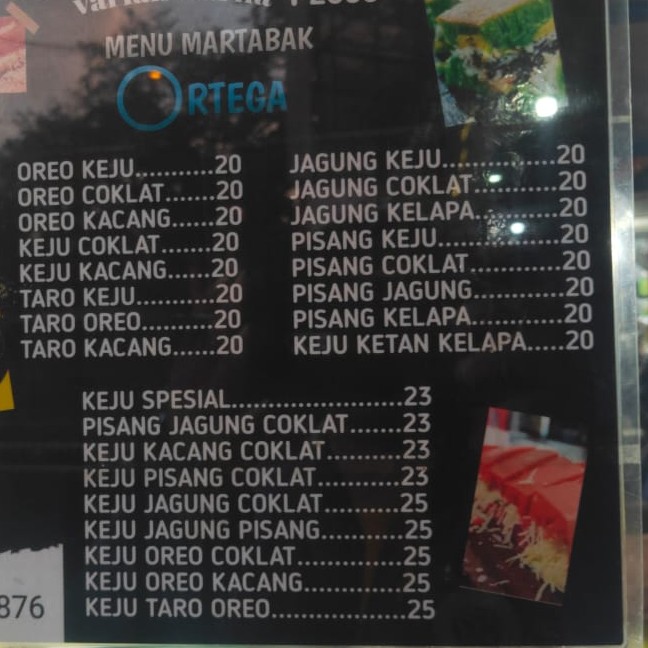 MENU MARTABAK
ORTEGA
OREO KEJU...........20
OREO COKLAT.......20
OREO KACANG......20
KEJU COKLAT.......20
KEJU KACANG......20
TARO KEJU...........20
TARO OREO..........20
TARO KACANG......20
JAGUNG KEJU...............20
JAGUNG COKLAT...........20
JAGUNG KELAPA...........20
PISANG KEJU................20
PISANG COKLAT............20
PISANG JAGUNG............20
PISANG KELAPA............20
KEJU KETAN KELAPA.....20
KEJU SPESIAL.......................23
PISANG JAGUNG COKLAT.......23
KEJU KACANG COKLAT..........23
KEJU PISANG COKLAT...........23
KEJU JAGUNG COKLAT..........25
KEJU JAGUNG PISANG...........25
KEJU OREO COKLAT..............25
KEJU OREO KACANG.............25
KEJU TARO OREO.................25
876